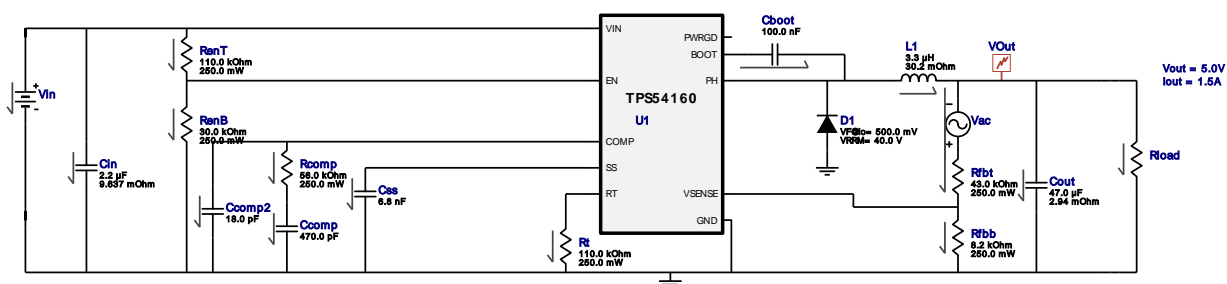 Cboot
100.0 nF
VIN
PWRGD
BOOT
L1
3.3 µH
30.2 mOhm
VOut
Vout = 5.0V
Iout = 1.5A
RenT
110.0 kOhm
250.0 mW
EN
PH
TPS54160
U1
Vin
+
-
RenB
30.0 kOhm
250.0 mW
D1
= 500.0 mV
VRRM= 40.0 V
-
Vac
+
COMP
Cin
2.2 µF
9.637 mOhm
Rcomp
56.0 kOhm
250.0 mW
SS
Css
6.8 nF
Rload
Rfbt
43.0 kOhm
250.0 mW
Cout
47.0 µF
2.94 mOhm
RT
VSENSE
Ccomp2
18.0 pF
Ccomp
470.0 pF
GND
Rt
110.0 kOhm
250.0 mW
Rfbb
8.2 kOhm
250.0 mW